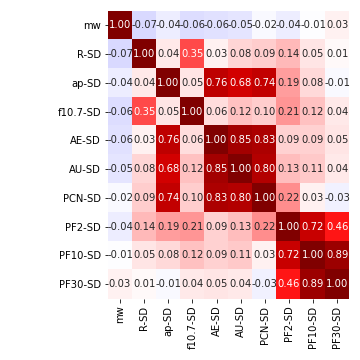 mw 1.00 -0.07 -0.04 -0.06 -0.06 -0.05 -0.02 -0.04 -0.01 0.03
R-SD -0.07 1.00 0.04 0.35 0.03 0.08 0.09 0.14 0.05 0.01
ap-SD -0.04 0.04 1.00 0.05 0.76 0.68 0.74 0.19 0.08 -0.01
f10.7-SD -0.06 0.35 0.05 1.00 0.06 0.12 0.10 0.21 0.12 0.04
AE-SD -0.06 0.03 0.76 0.06 1.00 0.85 0.83 0.09 0.09 0.05
AU-SD -0.05 0.08 0.68 0.12 0.85 1.00 0.80 0.13 0.11 0.04
PCN-SD -0.02 0.09 0.74 0.10 0.83 0.80 1.00 0.22 0.03 -0.03
PF2-SD -0.04 0.14 0.19 0.21 0.09 0.13 0.22 1.00 0.72 0.46
PF10-SD -0.01 0.05 0.08 0.12 0.09 0.11 0.03 0.72 1.00 0.89
PF30-SD 0.03 0.01 -0.01 0.04 0.05 0.04 -0.03 0.46 0.89 1.00
mw R-SD ap-SD f10.7-SD AE-SD AU-SD PCN-SD PF2-SD PF10-SD PF30-SD